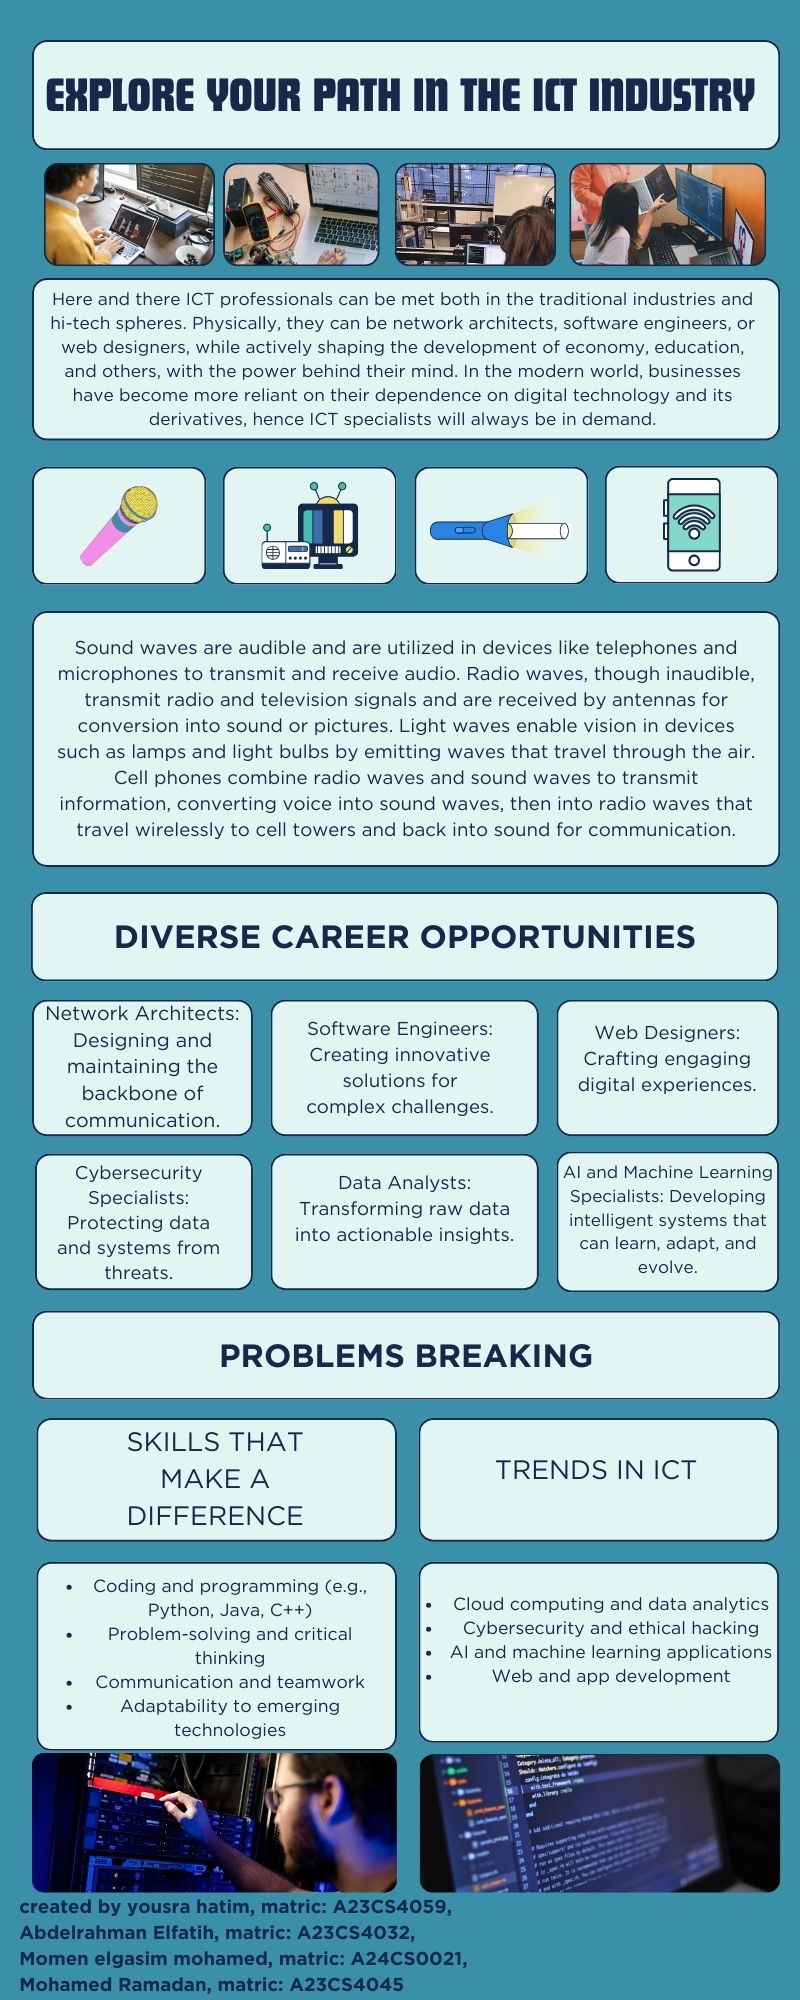 EXPLORE YOUR PATH IN THE ICT INDUSTRY
Here and there ICT professionals can be met both in the traditional industries and
hi-tech spheres. Physically, they can be network architects, software engineers, or
web designers, while actively shaping the development of economy, education,
and others, with the power behind their mind. In the modern world, businesses
have become more reliant on their dependence on digital technology and its
derivatives, hence ICT specialists will always be in demand.
Sound waves are audible and are utilized in devices like telephones and
microphones to transmit and receive audio. Radio waves, though inaudible,
transmit radio and television signals and are received by antennas for
conversion into sound or pictures. Light waves enable vision in devices
such as lamps and light bulbs by emitting waves that travel through the air.
Cell phones combine radio waves and sound waves to transmit
information, converting voice into sound waves, then into radio waves that
travel wirelessly to cell towers and back into sound for communication.
DIVERSE CAREER OPPORTUNITIES
Network Architects:
Designing and
maintaining the
backbone of
communication.
Software Engineers:
Creating innovative
solutions for
complex challenges.
Web Designers:
Crafting engaging
digital experiences.
Cybersecurity
Specialists:
Protecting data
and systems from
threats.
Data Analysts:
Transforming raw data
into actionable insights.
AI and Machine Learning
Specialists: Developing
intelligent systems that
can learn, adapt, and
evolve.
PROBLEMS BREAKING
SKILLS THAT
MAKE A
DIFFERENCE
TRENDS IN ICT
• Coding and programming (e.g.,
Python, Java, C++)
• Problem-solving and critical
thinking
• Communication and teamwork
• Adaptability to emerging
technologies
• Cloud computing and data analytics
• Cybersecurity and ethical hacking
• AI and machine learning applications
• Web and app development
created by yousra hatim, matric: A23CS4059,
Abdelrahman Elfatih, matric: A23CS4032,
Momen elgasim mohamed, matric: A24CS0021,
Mohamed Ramadan, matric: A23CS4045